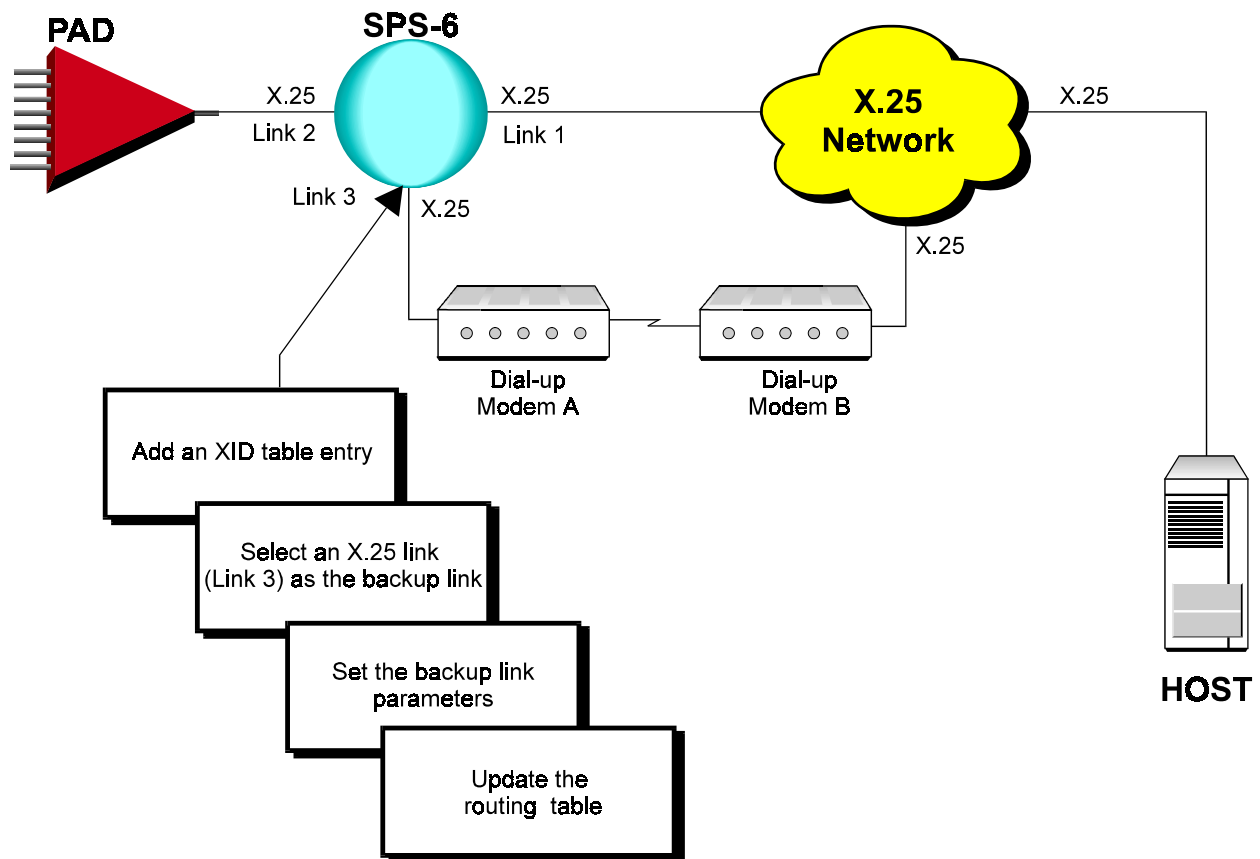 PAD
SPS-6
X.25
Link 2
X.25
Link 1
X.25
Network
X.25
Link 3
X.25
X.25
Dial-up
Modem A
Dial-up
Modem B
Add an XID table entry
Select an X.25 link
(Link 3) as the backup link
Set the backup link
parameters
Update the
routing table
HOST